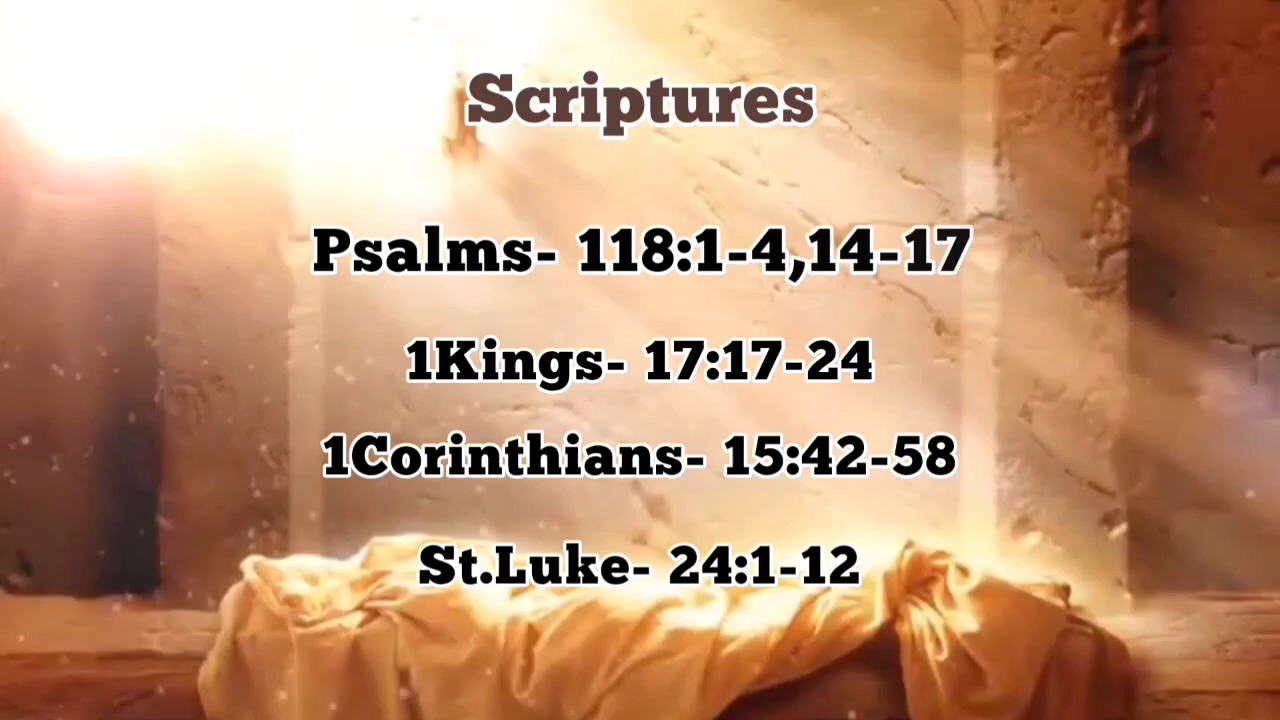 Scriptures
Psalms- 118:1-4,14-17
1Kings- 17:17-24
1Corinthians- 15:42-58
St.Luke- 24:1-12